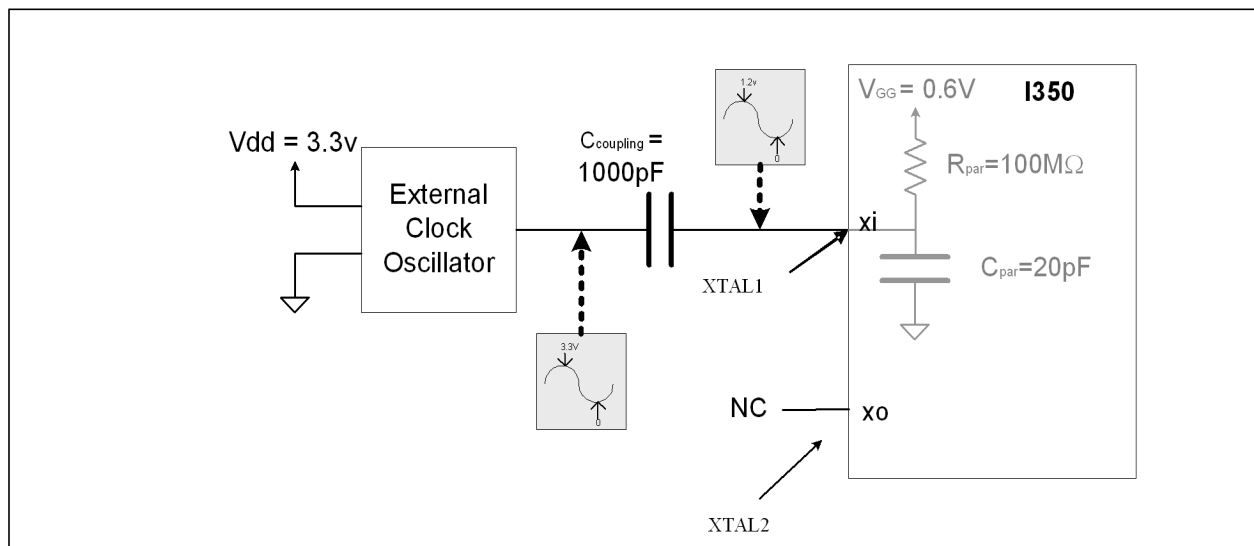 Vdd = 3.3v
External
Clock
Oscillator
3.3V
0
Ccoupling =
1000pF
1.2v
0
XTAL1
xi
VGG = 0.6V
I350
Rpar=100MΩ
Cpar=20pF
NC
xo
XTAL2